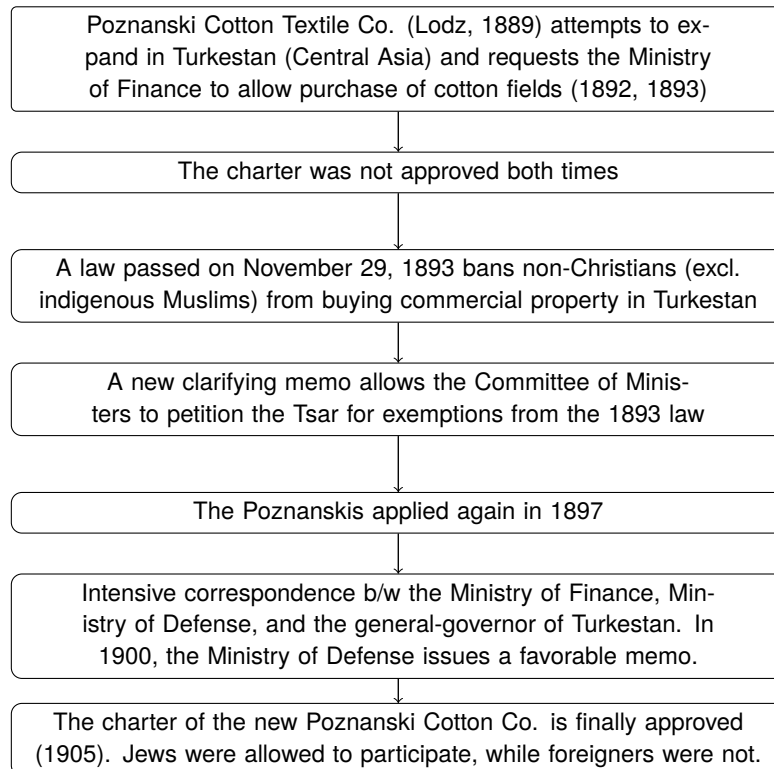 Poznanski Cotton Textile Co. (Lodz, 1889) attempts to ex-
pand in Turkestan (Central Asia) and requests the Ministry
of Finance to allow purchase of cotton fields (1892, 1893)
The charter was not approved both times
A law passed on November 29, 1893 bans non-Christians (excl.
indigenous Muslims) from buying commercial property in Turkestan
A new clarifying memo allows the Committee of Minis-
ters to petition the Tsar for exemptions from the 1893 law
The Poznanskis applied again in 1897
Intensive correspondence b/w the Ministry of Finance, Min-
istry of Defense, and the general-governor of Turkestan. In
1900, the Ministry of Defense issues a favorable memo.
The charter of the new Poznanski Cotton Co. is finally approved
(1905). Jews were allowed to participate, while foreigners were not.